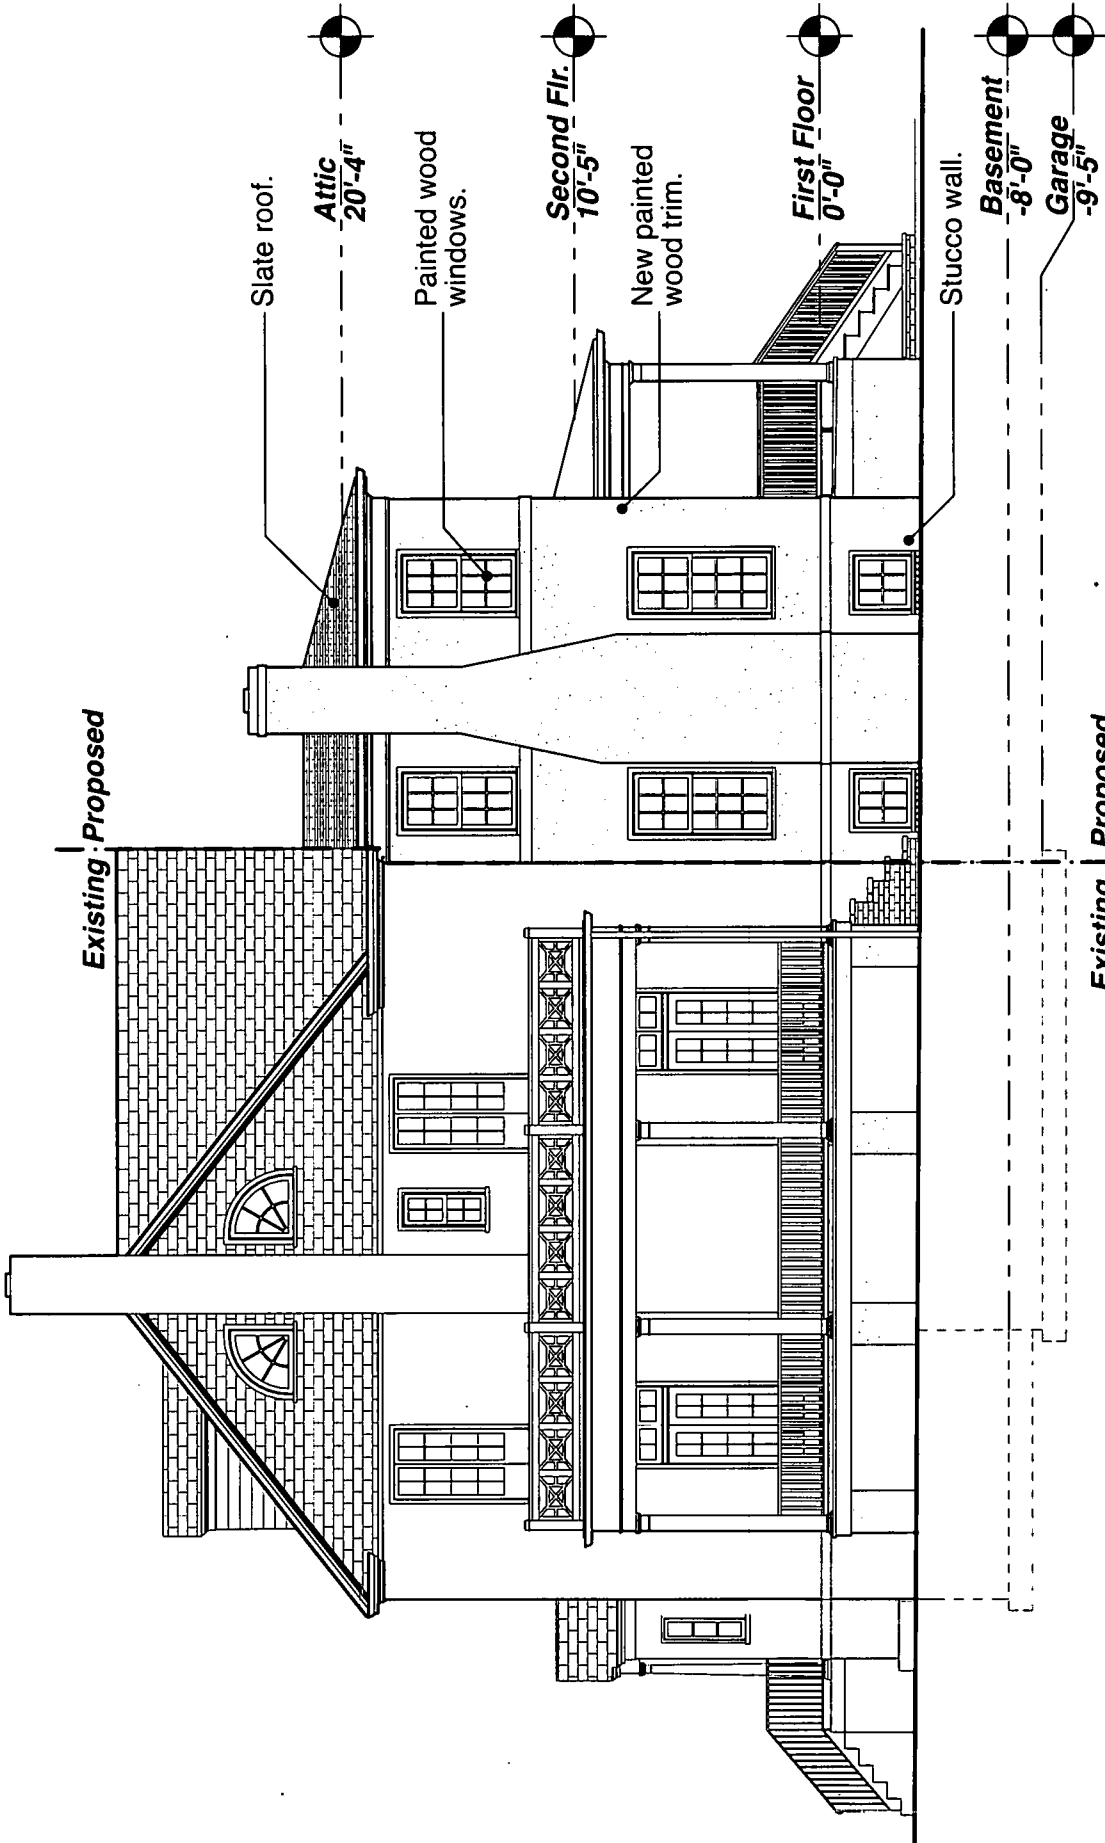 Existing Proposed
Slate roof.
Attic
20'-4"
Painted wood
windows.
Second Flr.
10'-5"
New painted
wood trim.
First Floor
0'-0"
Stucco wall.
Basement
-8'-0"
Garage
-9'-5"
Existing Proposed